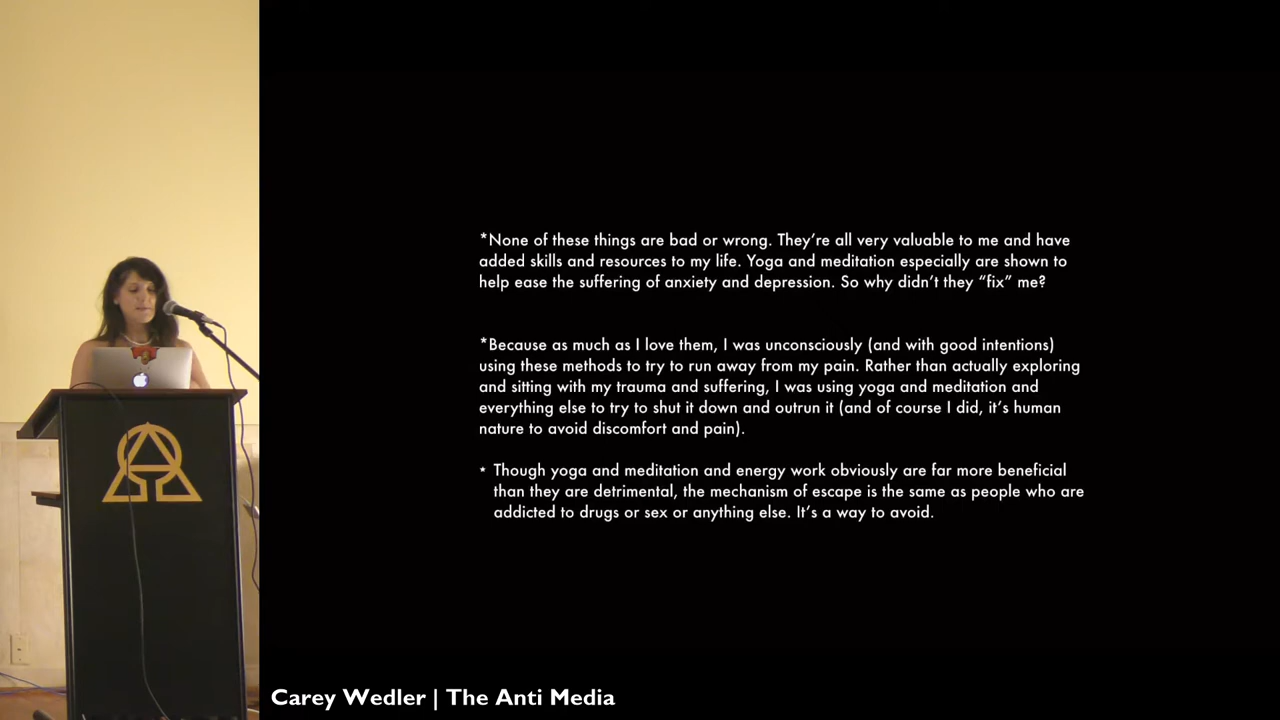 *None of these things are bad or wrong. They're all very valuable to me and have
added skills and resources to my life. Yoga and meditation especially are shown to
help ease the suffering of anxiety and depression. So why didn't they “fix” me?
*Because as much as I love them, I was unconsciously (and with good intentions)
using these methods to try to run away from my pain. Rather than actually exploring
and sitting with my trauma and suffering, I was using yoga and meditation and
everything else to try to shut it down and outrun it (and of course I did, it's human
nature to avoid discomfort and pain).
* Though yoga and meditation and energy work obviously are far more beneficial
than they are detrimental, the mechanism of escape is the same as people who are
addicted to drugs or sex or anything else. It's a way to avoid.
Carey Wedler | The Anti Media